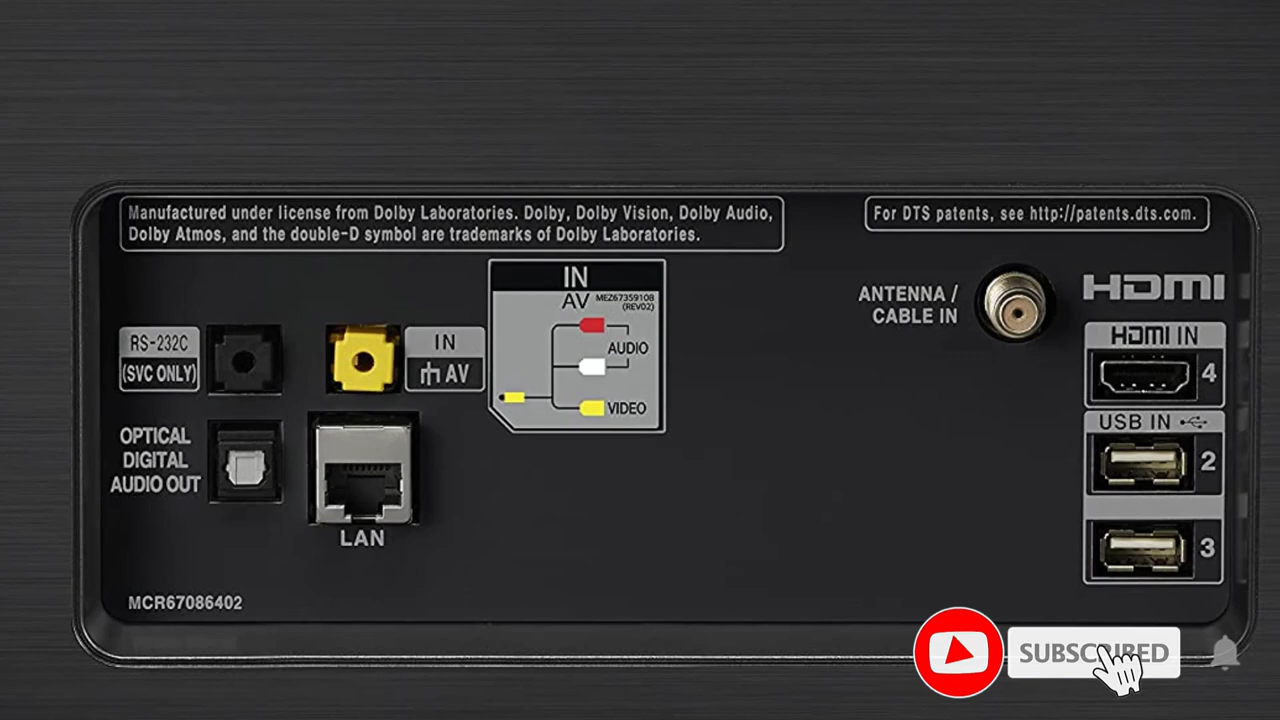 Manufactured under license from Dolby Laboratories. Dolby, Dolby Vision, Dolby Audio,
Dolby Atmos, and the double-D symbol are trademarks of Dolby Laboratories.
For DTS patents, see http://patents.dts.com.
IN
AV
MEZ67359108
(REV02)
AUDIO
VIDEO
ANTENNA /
CABLE IN
HDMI
HDMI IN
4
RS-232C
(SVC ONLY)
IN
AV
USB IN
2
OPTICAL
DIGITAL
AUDIO OUT
LAN
3
MCR67086402
SUBSCRIBED